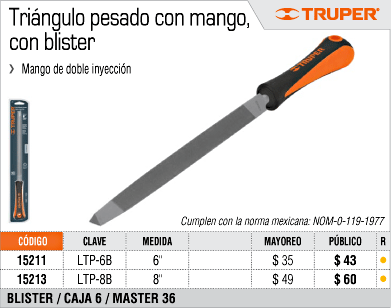 Triángulo pesado con mango,
con blister
TRUPER®
❯ Mango de doble inyección
Cumplen con la norma mexicana: NOM-0-119-1977
CÓDIGO CLAVE MEDIDA MAYOREO PÚBLICO R
15211 LTP-6B 6" $ 35 $ 43 ●
15213 LTP-8B 8" $ 49 $ 60 ●
BLISTER / CAJA 6 / MASTER 36